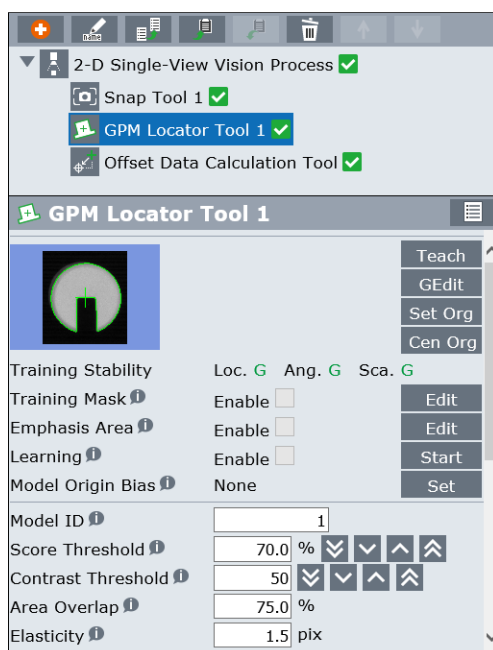 name
2-D Single-View Vision Process
Snap Tool 1
GPM Locator Tool 1
Offset Data Calculation Tool
GPM Locator Tool 1
Teach
GEdit
Set Org
Cen Org
Training Stability Loc. G Ang. G Sca. G
Training Mask Enable Edit
Emphasis Area Enable Edit
Learning Enable Start
Model Origin Bias None Set
Model ID 1
Score Threshold 70.0 %
Contrast Threshold 50
Area Overlap 75.0 %
Elasticity 1.5 pix